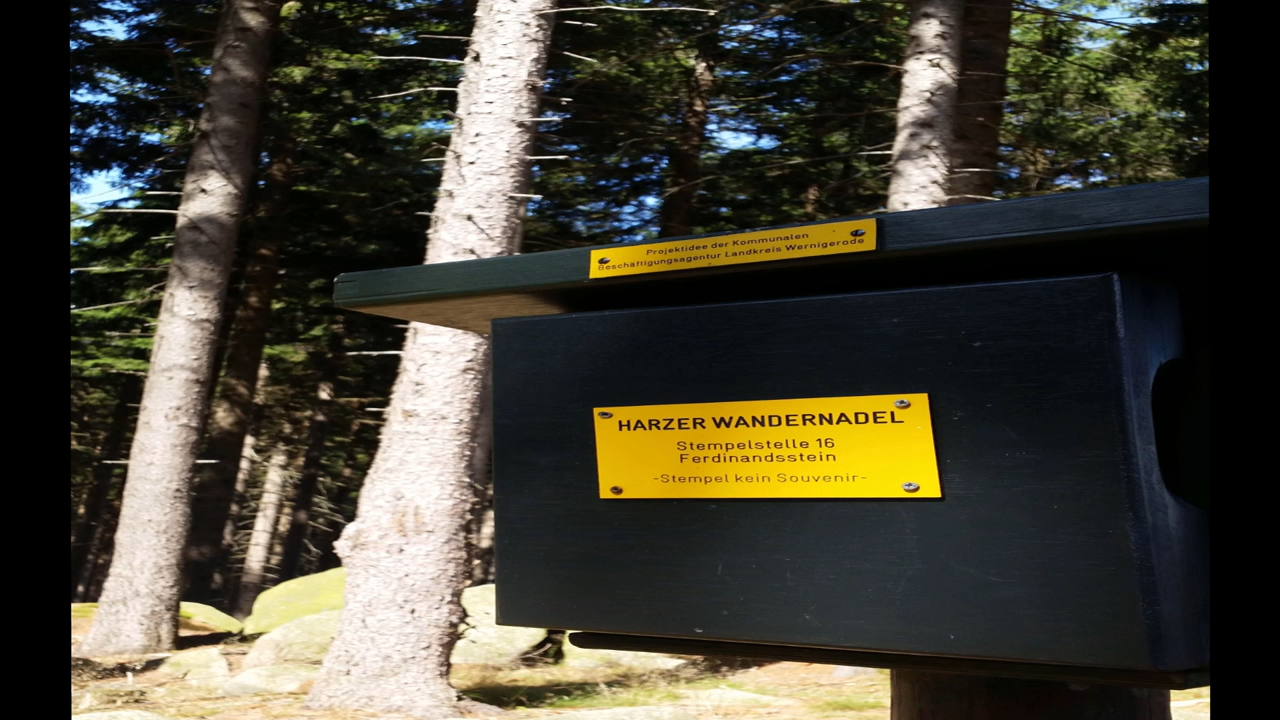 Projektidee der Kommunalen
Beschäftigungsagentur Landkreis Wernigerode
HARZER WANDERNADEL
Stempelstelle 16
Ferdinandsstein
-Stempel kein Souvenir-